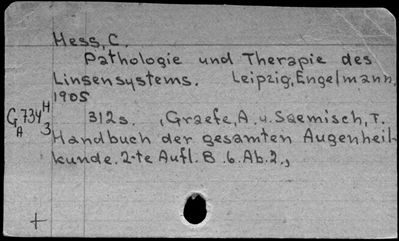 Hess, C.
Pathologie und Therapie des
Linsensystems. Leipzig, Engelmann.
1905
G 734 H
A 3
312s. , Graefe, A. u. Saemisch, T.
Handbuch der gesamten Augenheil-
kunde. 2-te Aufl. B. 6. Ab. 2.,
+